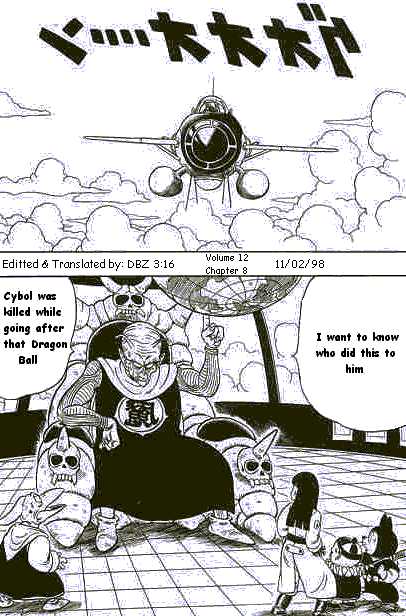 Editted & Translated by: DBZ 3:16
Volume 12
Chapter 8
11/02/98
Cybol was
killed while
going after
that Dragon
Ball
I want to know
who did this to
him